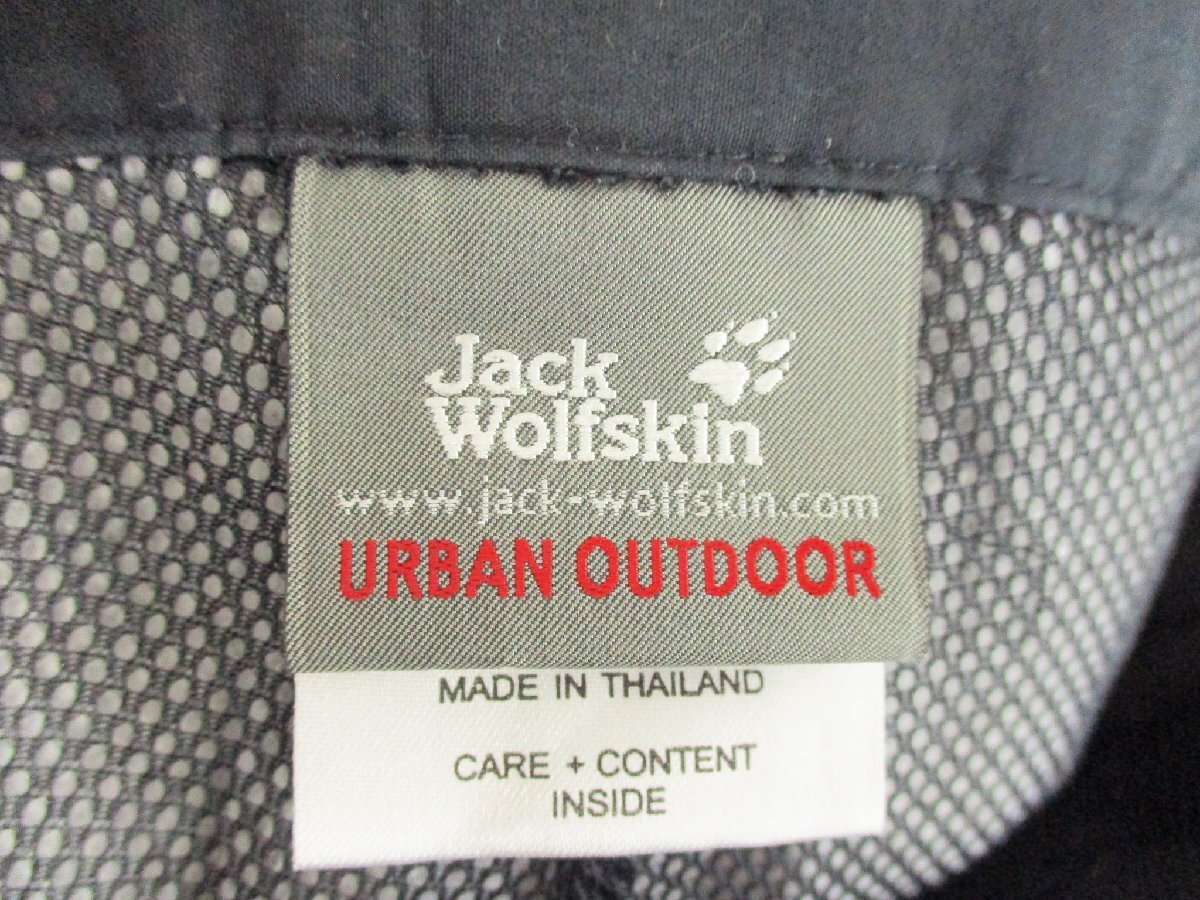 Jack
Wolfskin
www.jack-wolfskin.com
URBAN OUTDOOR
MADE IN THAILAND
CARE + CONTENT
INSIDE